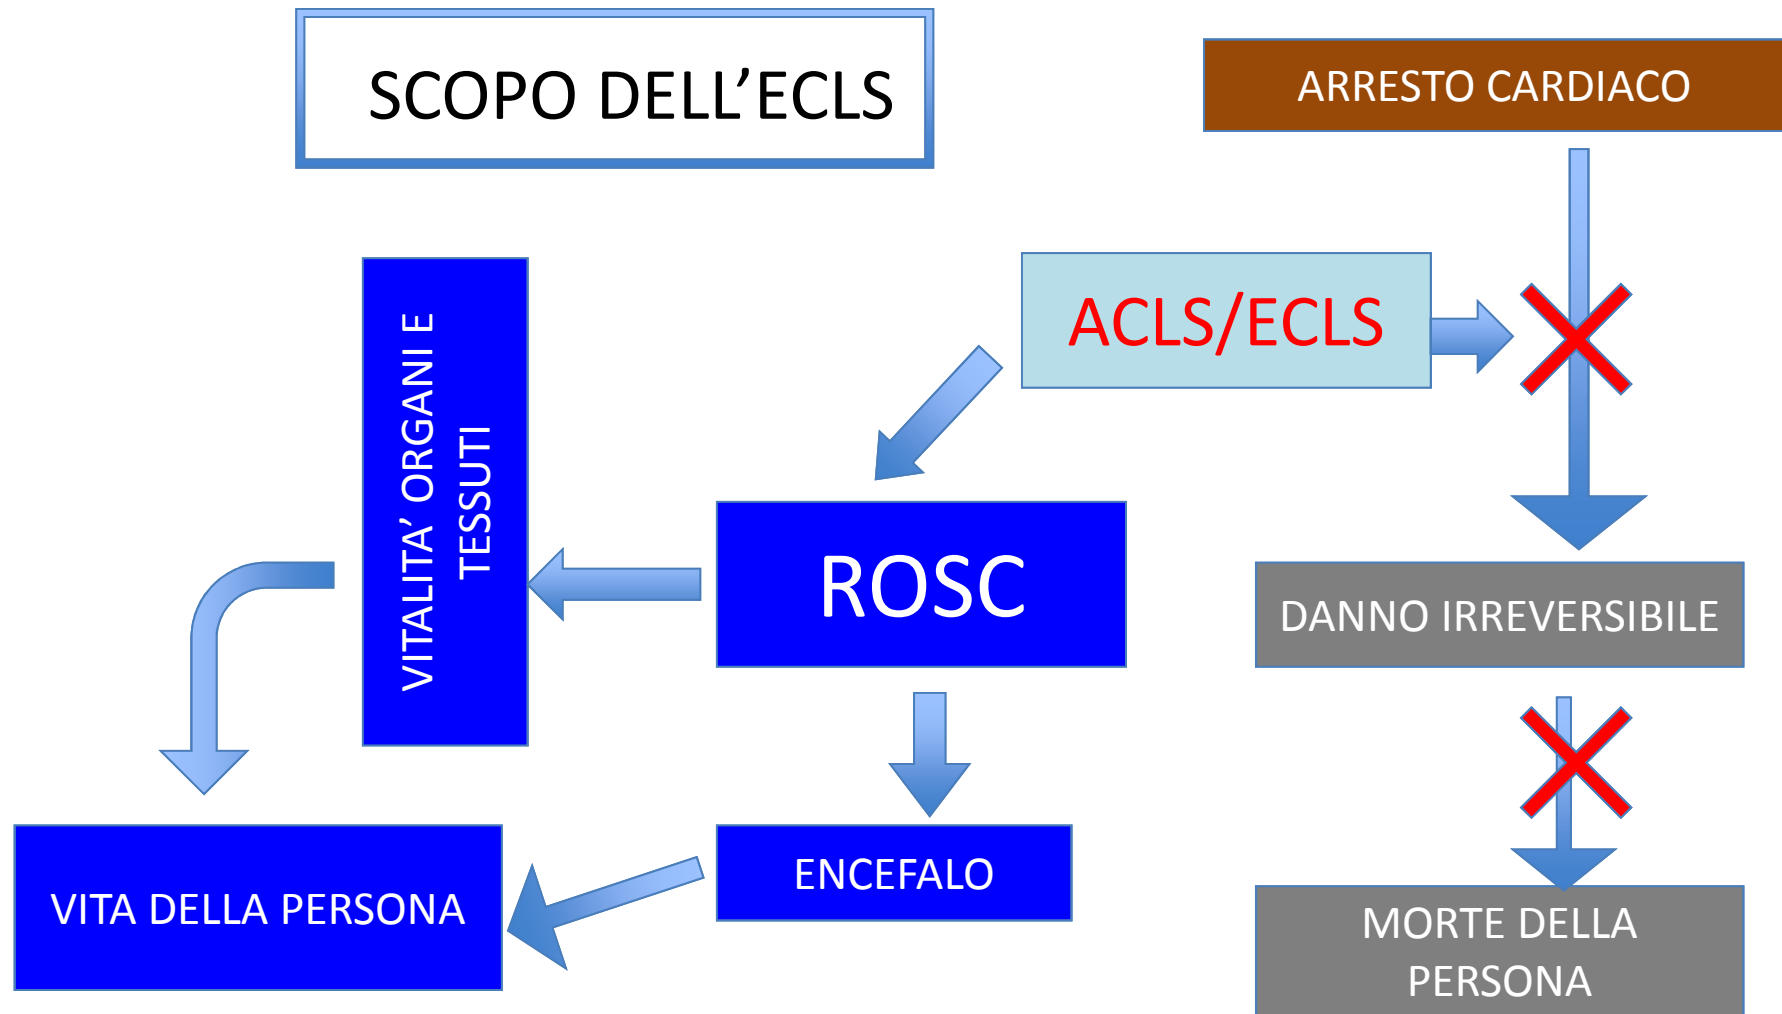 SCOPO DELL’ECLS
ARRESTO CARDIACO
ACLS/ECLS
VITALITA’ ORGANI E
TESSUTI
ROSC
DANNO IRREVERSIBILE
ENCEFALO
VITA DELLA PERSONA
MORTE DELLA
PERSONA